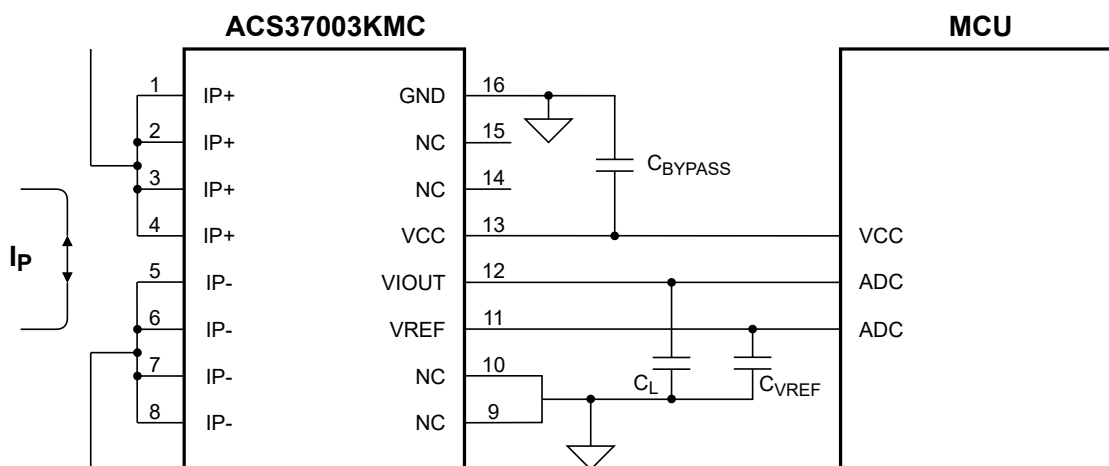 ACS37003KMC
MCU
1 IP+ GND 16
2 IP+ NC 15
3 IP+ NC 14
CBYPASS
4 IP+ VCC 13 VCC
IP
5 IP- VIOUT 12 ADC
6 IP- VREF 11 ADC
7 IP- NC 10
CL
CVREF
8 IP- NC 9